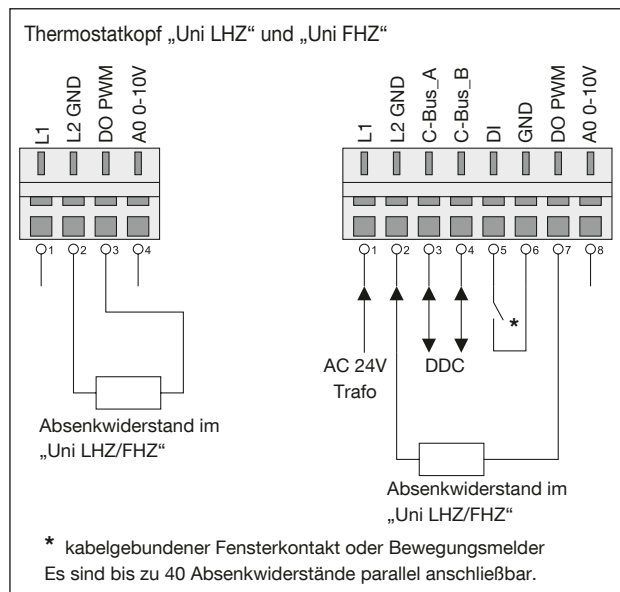 Thermostatkopf „Uni LHZ“ und „Uni FHZ“
L1
L2 GND
DO PWM
A0 0-10V
1
2
3
4
Absenkwiderstand im
„Uni LHZ/FHZ“
L1
L2 GND
C-Bus_A
C-Bus_B
DI
GND
DO PWM
A0 0-10V
1
2
3
4
5
6
7
8
*
AC 24V
Trafo
DDC
Absenkwiderstand im
„Uni LHZ/FHZ“
* kabelgebundener Fensterkontakt oder Bewegungsmelder
Es sind bis zu 40 Absenkwiderstände parallel anschließbar.